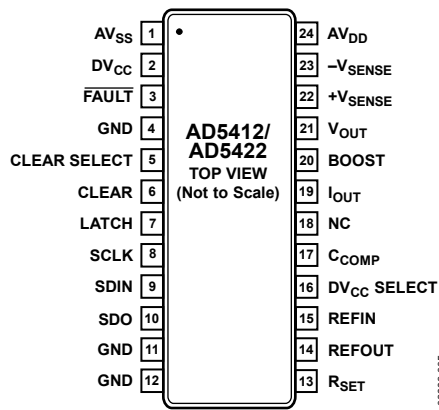 AVSS 1
DVCC 2
FAULT 3
GND 4
CLEAR SELECT 5
CLEAR 6
LATCH 7
SCLK 8
SDIN 9
SDO 10
GND 11
GND 12
AD5412/
AD5422
TOP VIEW
(Not to Scale)
24 AVDD
23 –VSENSE
22 +VSENSE
21 VOUT
20 BOOST
19 IOUT
18 NC
17 CCOMP
16 DVCC SELECT
15 REFIN
14 REFOUT
13 RSET